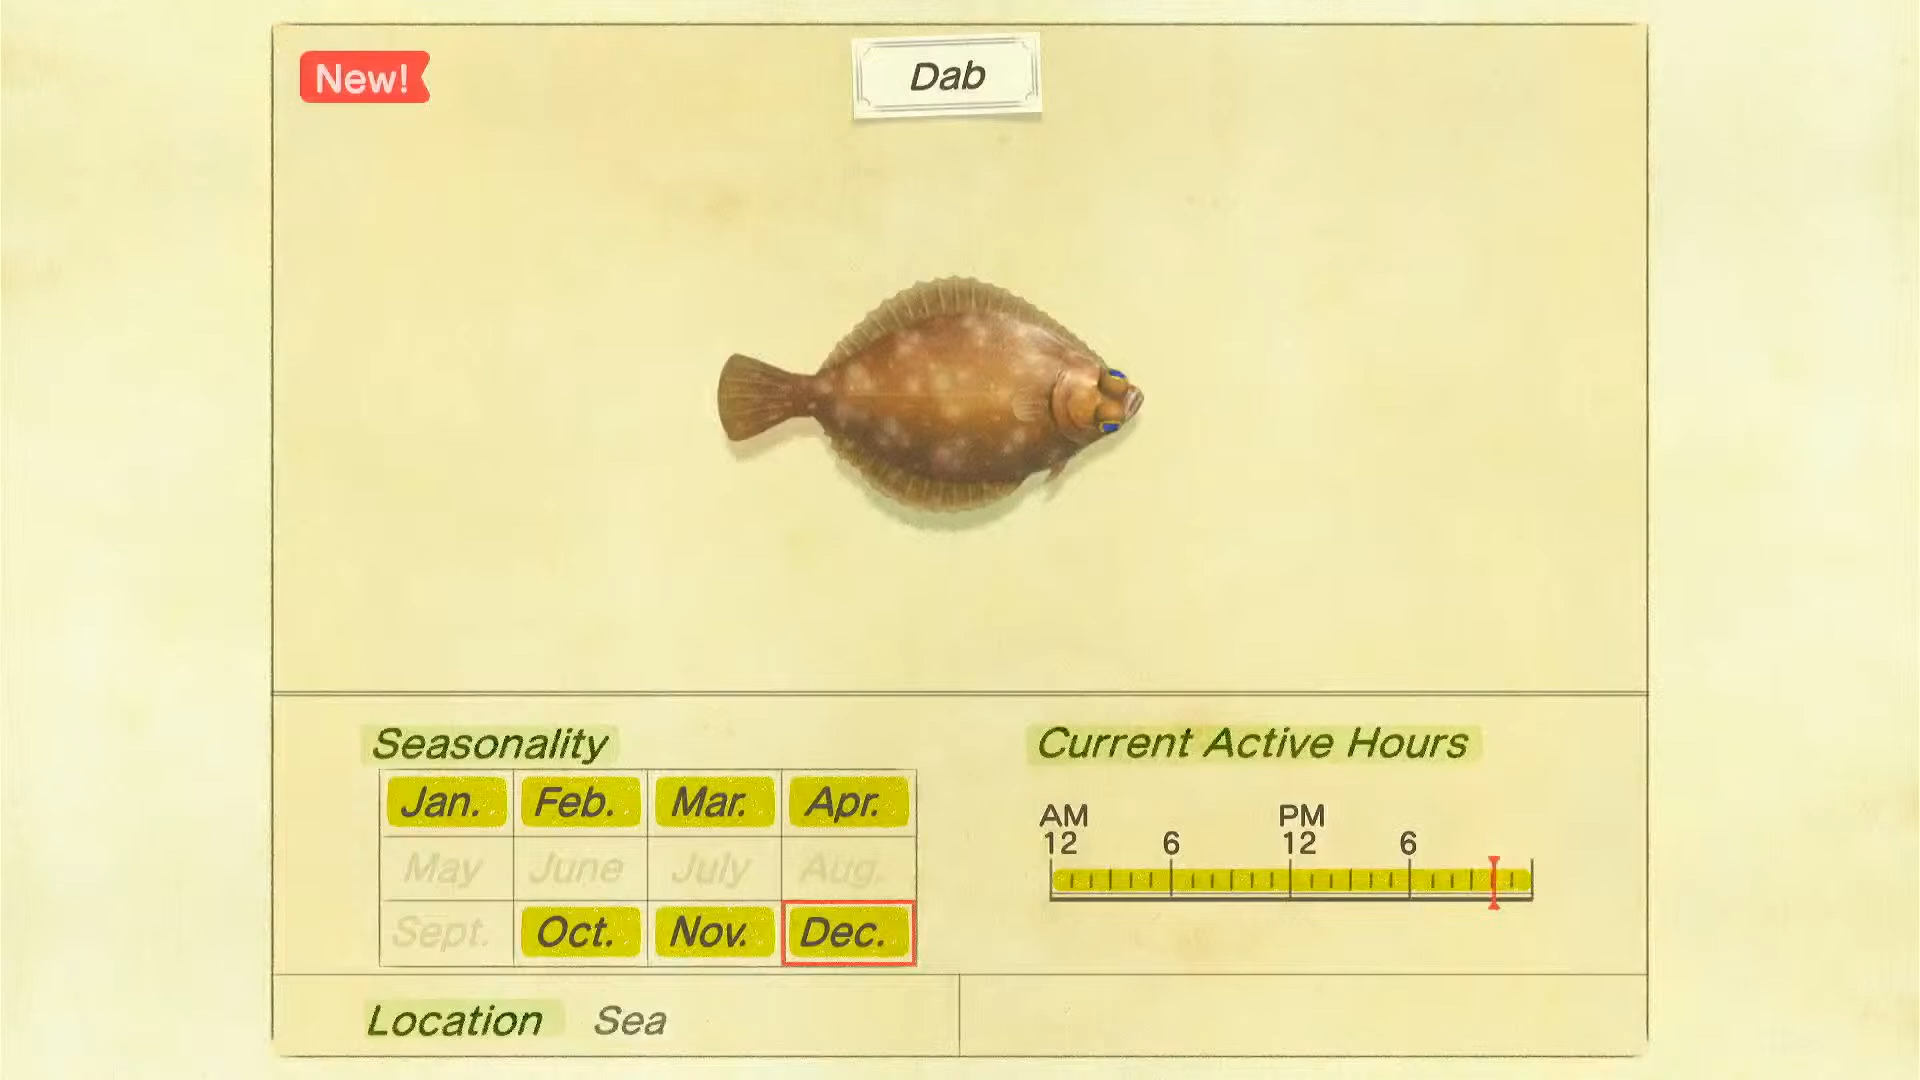 New!
Dab
Seasonality
Jan. Feb. Mar. Apr.
May June July Aug.
Sept. Oct. Nov. Dec.
Current Active Hours
AM PM
12 6 12 6
Location Sea